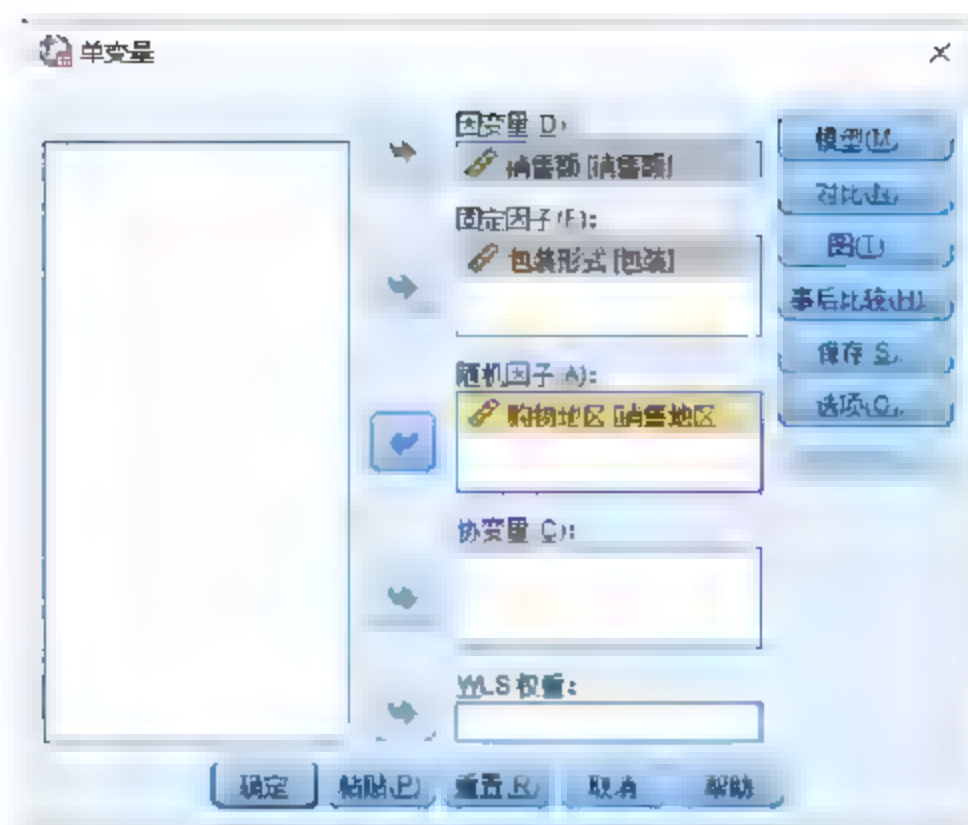 单变量
因变量(D):
销售额 [销售额]
固定因子(F):
包装形式 [包装]
随机因子(A):
购物地区 [销售地区
协变量(C):
WLS 权重:
模型(M)
对比(N)
图(T)
事后比较(H)
保存(S)
选项(O)
确定
粘贴(P)
重置(R)
取消
帮助